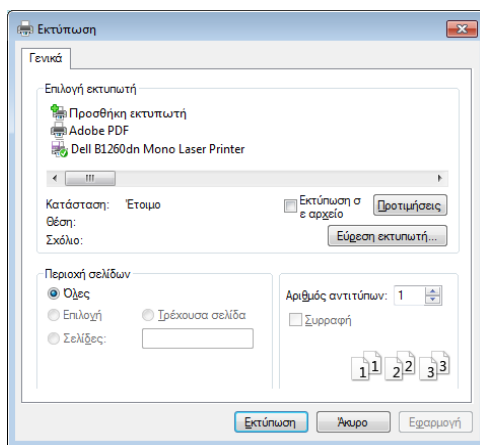 Εκτύπωση
Γενικά
Επιλογή εκτυπωτή
Προσθήκη εκτυπωτή
Adobe PDF
Dell B1260dn Mono Laser Printer
Κατάσταση: Έτοιμο
Θέση:
Σχόλιο:
Εκτύπωση σ
ε αρχείο
Προτιμήσεις
Εύρεση εκτυπωτή...
Περιοχή σελίδων
Όλες
Επιλογή Τρέχουσα σελίδα
Σελίδες:
Αριθμός αντιτύπων: 1
Συρραφή
1 1 2 2 3 3
Εκτύπωση Άκυρο Εφαρμογή